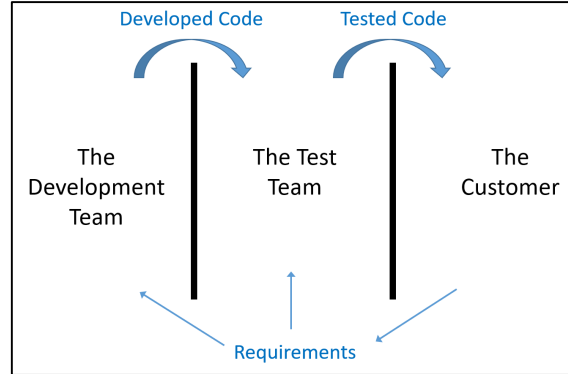 Developed Code
Tested Code
The
Development
Team
The Test
Team
The
Customer
Requirements